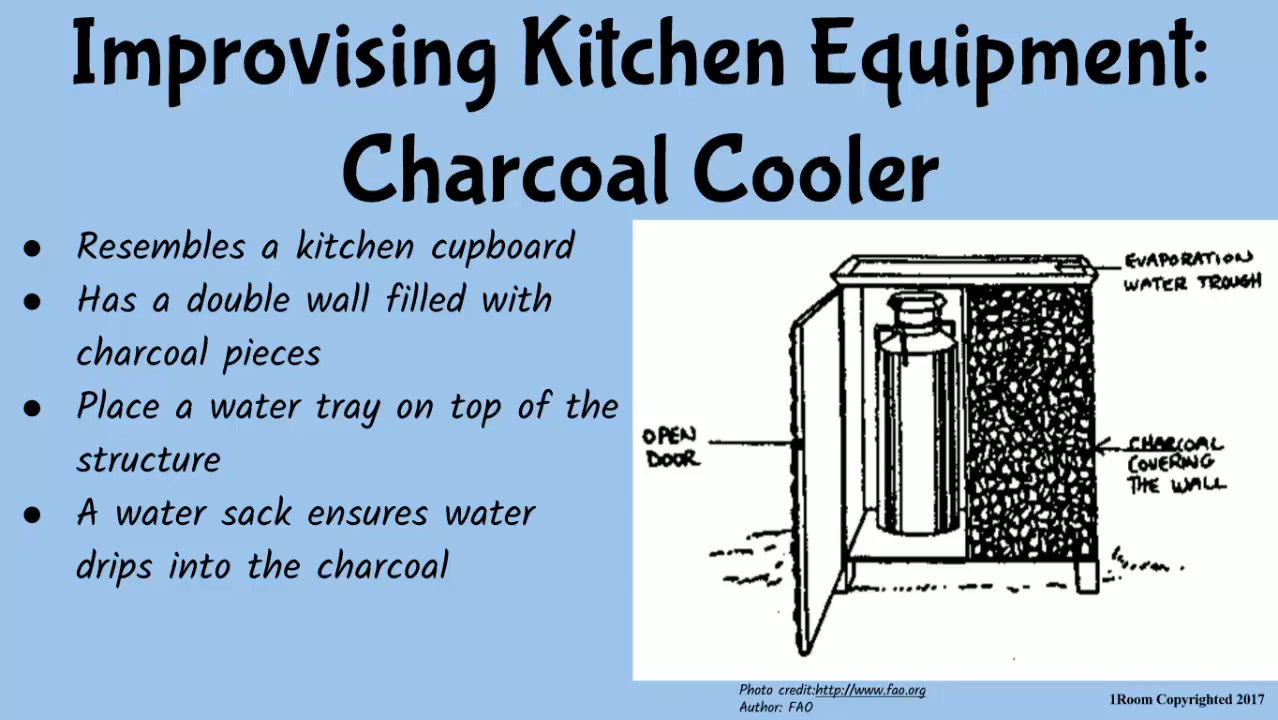 Improvising Kitchen Equipment:
Charcoal Cooler
● Resembles a kitchen cupboard
● Has a double wall filled with
charcoal pieces
● Place a water tray on top of the
structure
● A water sack ensures water
drips into the charcoal
EVAPORATION
WATER TROUGH
OPEN
DOOR
CHARCOAL
COVERING
THE WALL
Photo credit:http://www.fao.org
Author: FAO
1Room Copyrighted 2017